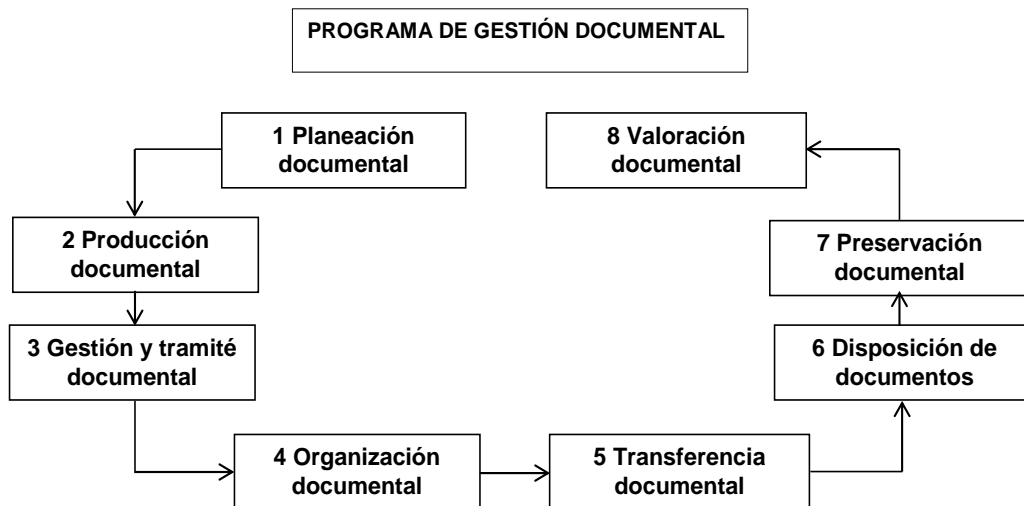 PROGRAMA DE GESTIÓN DOCUMENTAL
1 Planeación
documental
8 Valoración
documental
2 Producción
documental
7 Preservación
documental
3 Gestión y tramité
documental
6 Disposición de
documentos
4 Organización
documental
5 Transferencia
documental